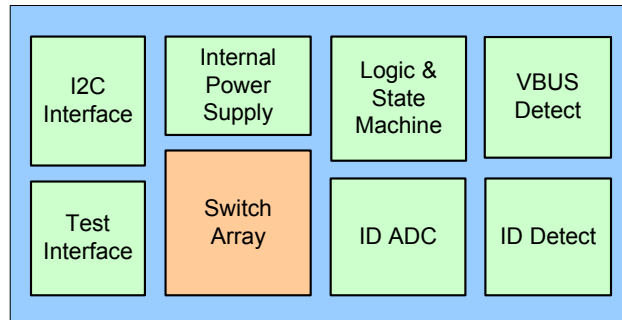 I2C
Interface
Internal
Power
Supply
Logic &
State
Machine
VBUS
Detect
Test
Interface
Switch
Array
ID ADC
ID Detect